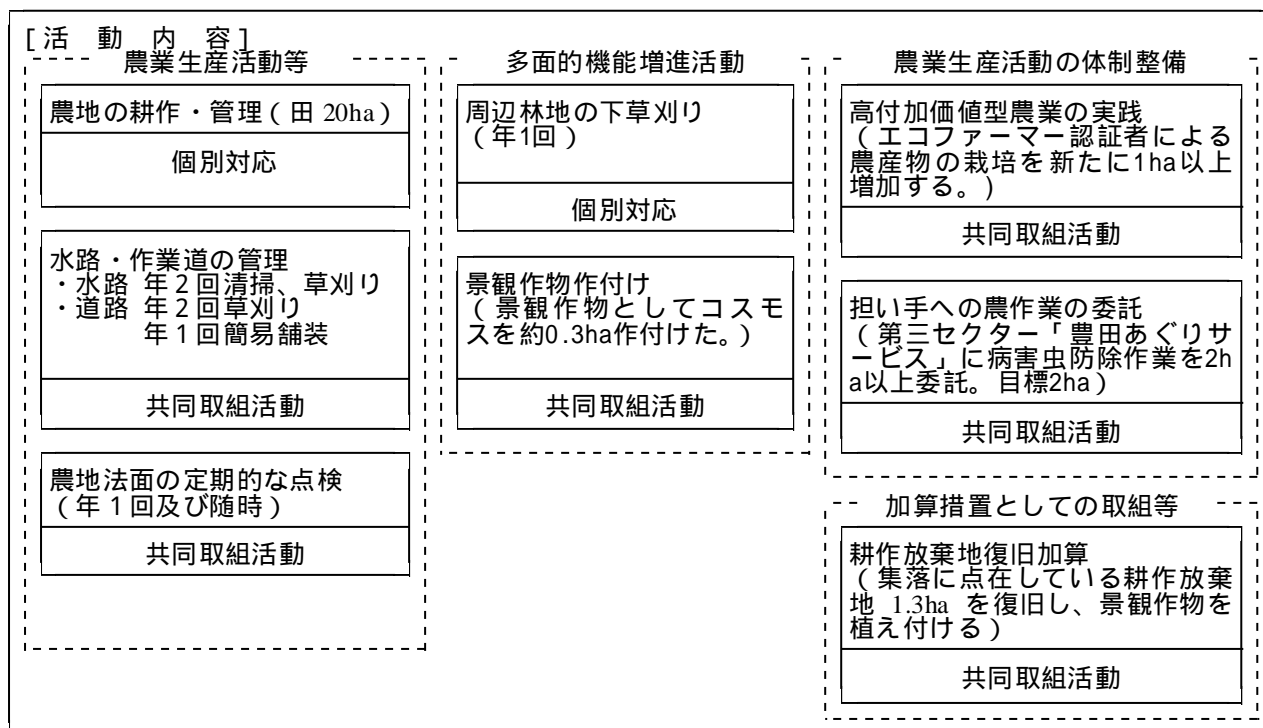 [活 動 内 容]
農業生産活動等
農地の耕作・管理(田 20ha)
個別対応
水路・作業道の管理
・水路 年2回清掃、草刈り
・道路 年2回草刈り
年1回簡易舗装
共同取組活動
農地法面の定期的な点検
(年1回及び随時)
共同取組活動
多面的機能増進活動
周辺林地の下草刈り
(年1回)
個別対応
景観作物作付け
(景観作物としてコスモ
スを約0.3ha作付けた。)
共同取組活動
農業生産活動の体制整備
高付加価値型農業の実践
(エコファーマー認証者による
農産物の栽培を新たに1ha以上
増加する。)
共同取組活動
担い手への農作業の委託
(第三セクター「豊田あぐりサ
ービス」に病害虫防除作業を2h
a以上委託。目標2ha)
共同取組活動
加算措置としての取組等
耕作放棄地復旧加算
(集落に点在している耕作放棄
地 1.3ha を復旧し、景観作物を
植え付ける)
共同取組活動